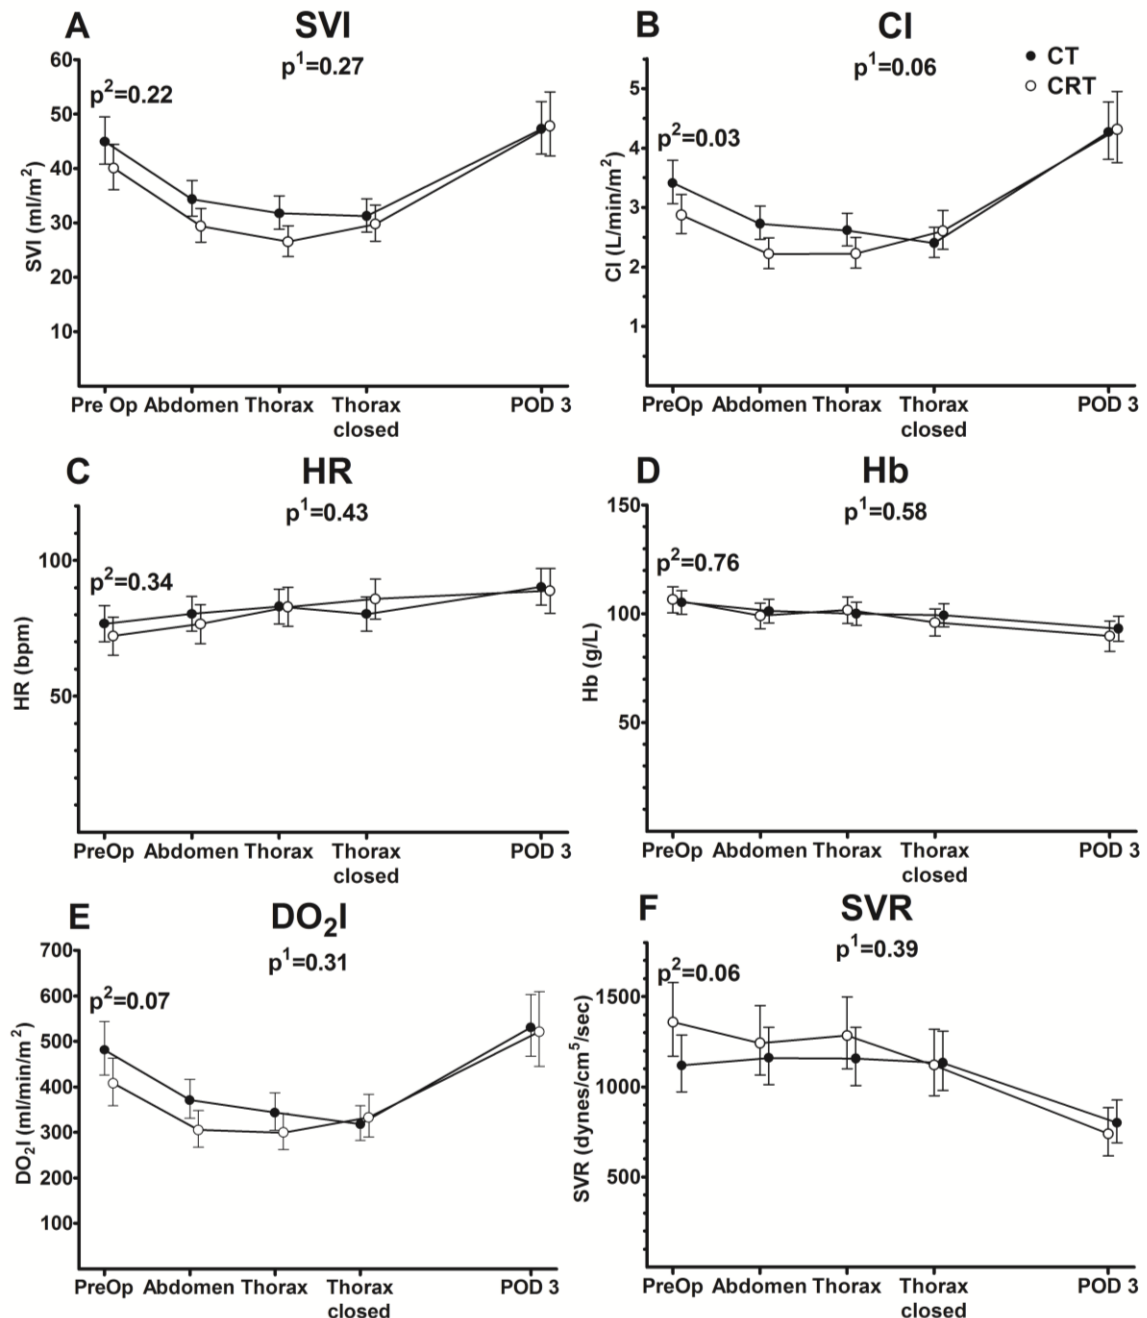 A SVI
p¹=0.27
p²=0.22
SVI (ml/m²)
60
50
40
30
20
10
Pre Op Abdomen Thorax Thorax closed POD 3
B CI
p¹=0.06
CT
CRT
p²=0.03
CI (L/min/m²)
5
4
3
2
1
PreOp Abdomen Thorax Thorax closed POD 3
C HR
p¹=0.43
p²=0.34
HR (bpm)
100
50
PreOp Abdomen Thorax Thorax closed POD 3
D Hb
p¹=0.58
p²=0.76
Hb (g/L)
150
100
50
PreOp Abdomen Thorax Thorax closed POD 3
E DO₂I
p¹=0.31
p²=0.07
DO₂I (ml/min/m²)
700
600
500
400
300
200
100
PreOp Abdomen Thorax Thorax closed POD 3
F SVR
p¹=0.39
p²=0.06
SVR (dynes/cm⁵/sec)
1500
1000
500
PreOp Abdomen Thorax Thorax closed POD 3